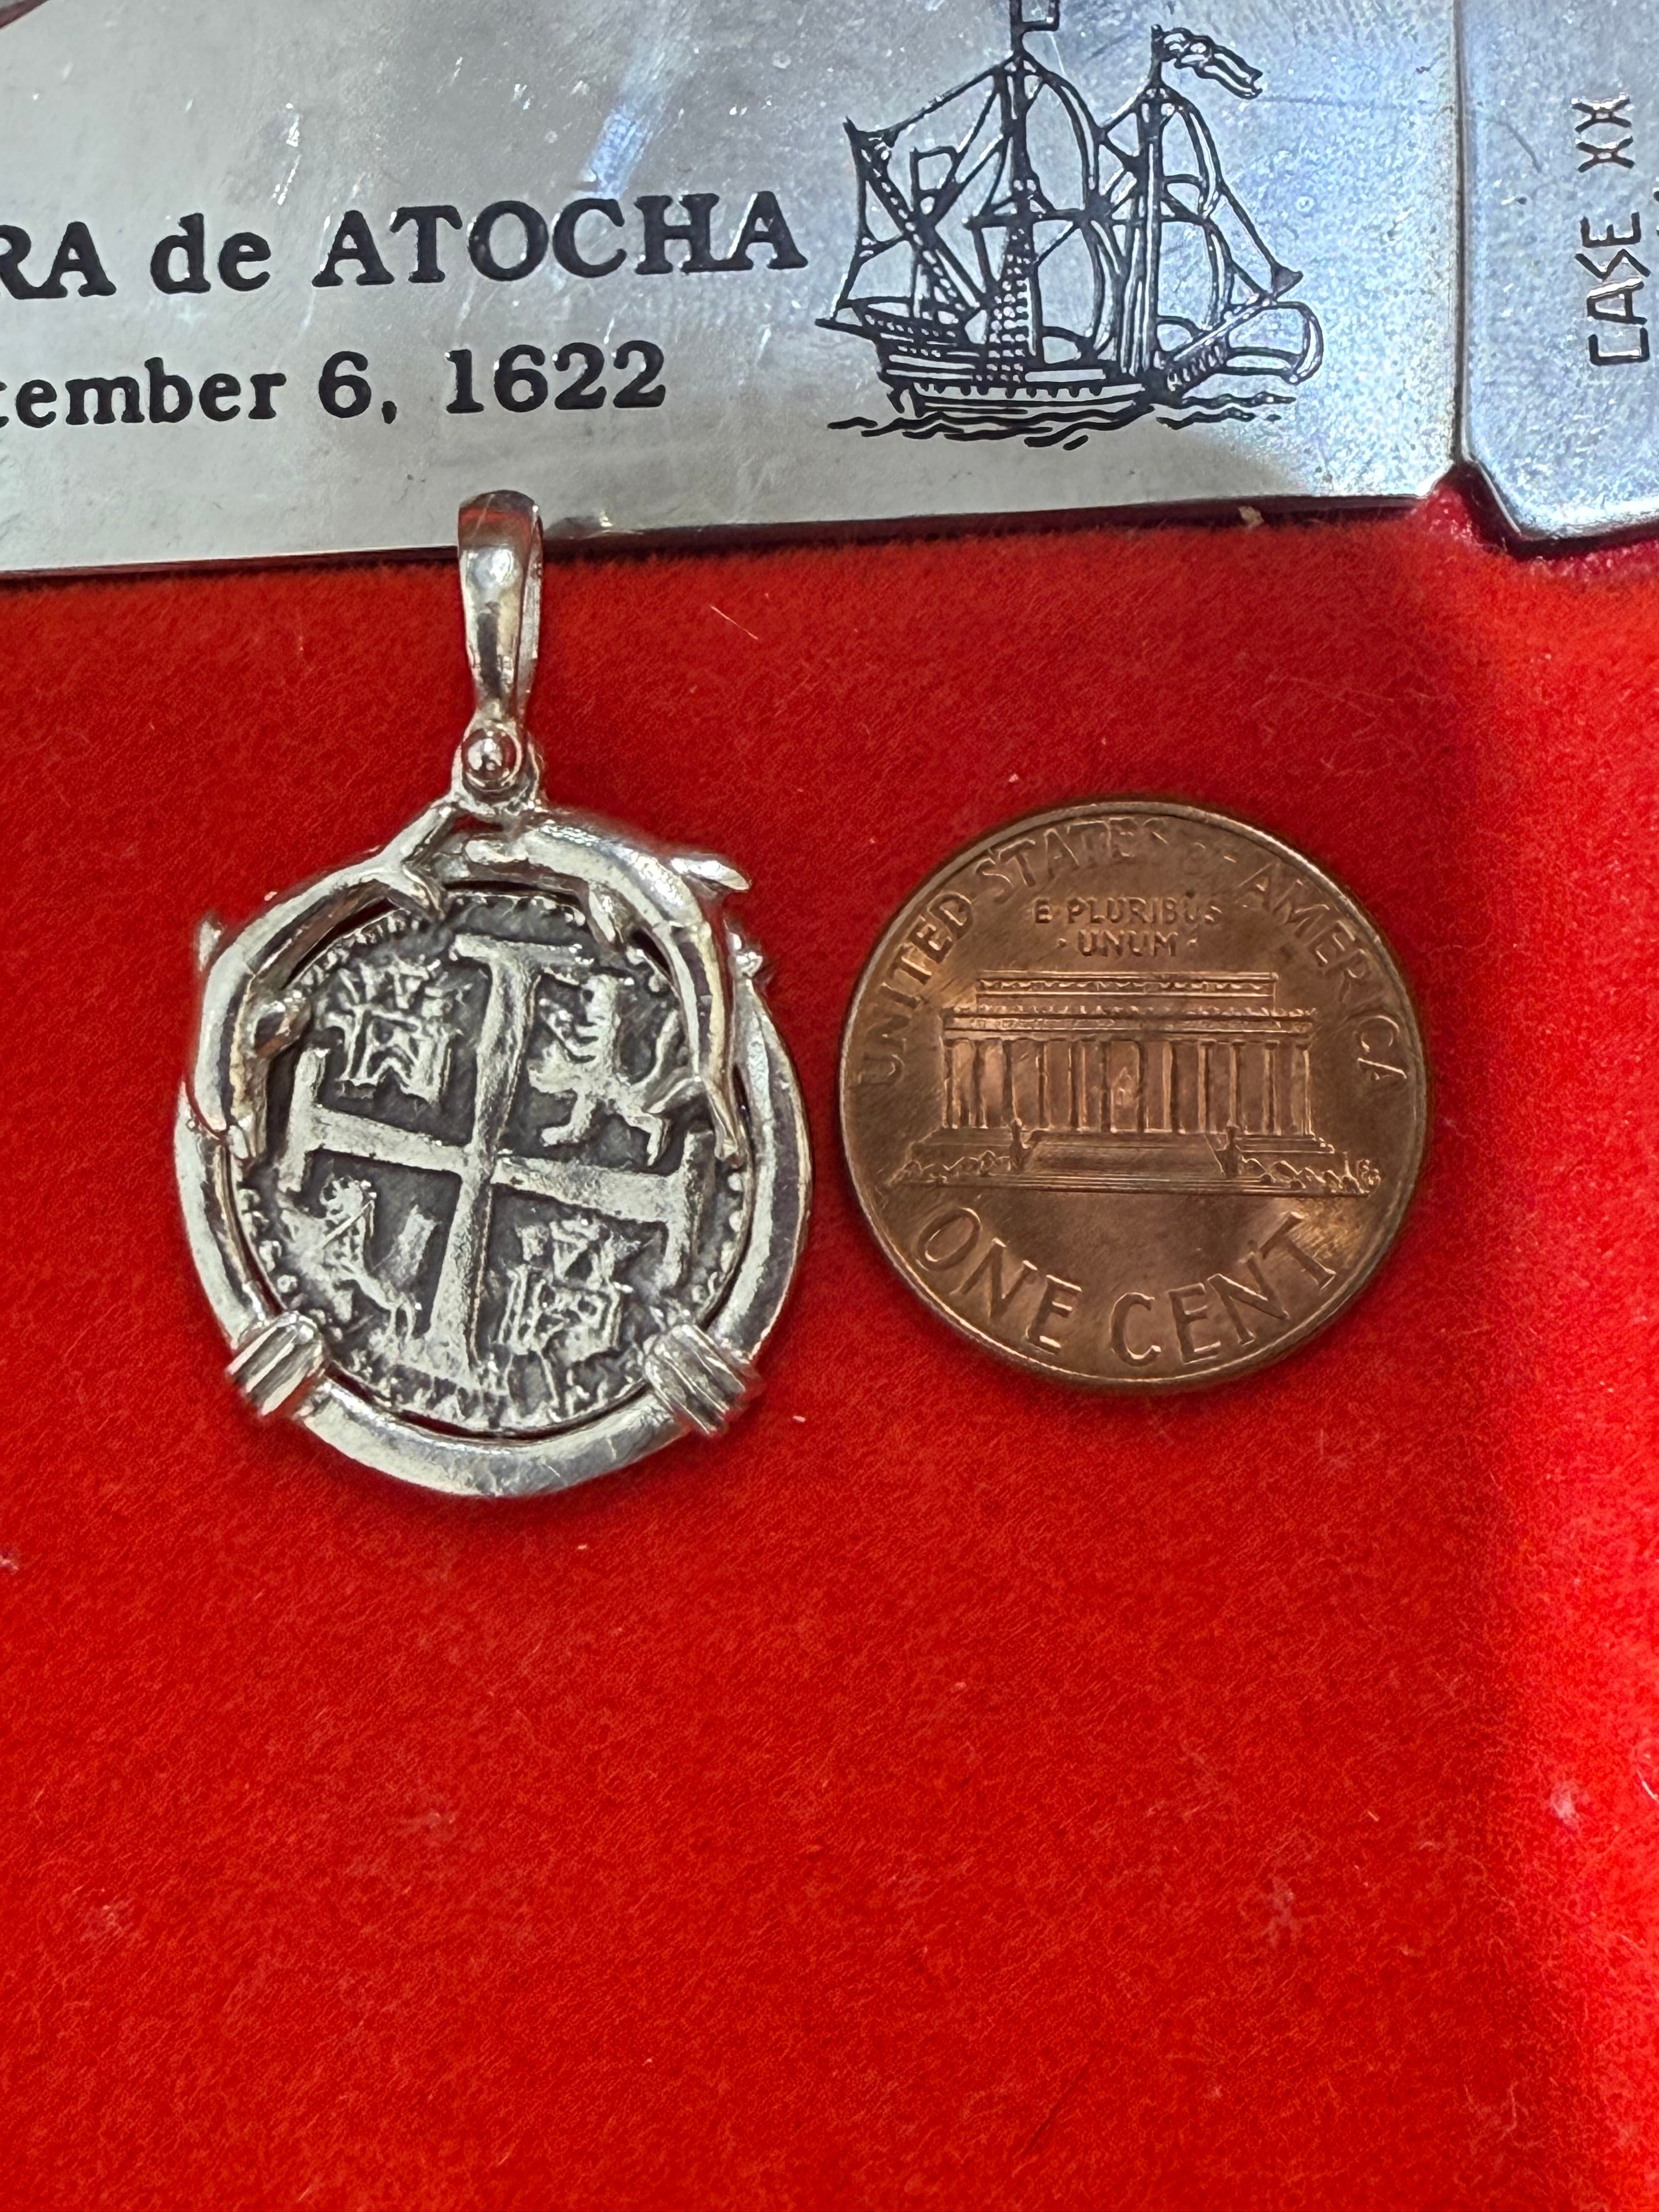 RA de ATOCHA
tember 6, 1622
CASE XX
UNITED STATES OF AMERICA
E PLURIBUS
· UNUM ·
ONE CENT